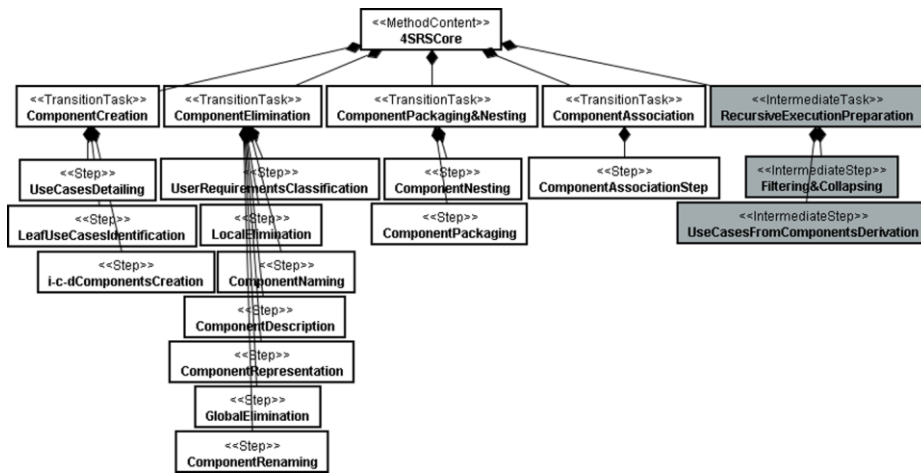 <<MethodContent>>
4SRSCore
<<TransitionTask>>
ComponentCreation
<<TransitionTask>>
ComponentElimination
<<TransitionTask>>
ComponentPackaging&Nesting
<<TransitionTask>>
ComponentAssociation
<<IntermediateTask>>
RecursiveExecutionPreparation
<<Step>>
UseCasesDetailing
<<Step>>
UserRequirementsClassification
<<Step>>
ComponentNesting
<<Step>>
ComponentAssociationStep
<<IntermediateStep>>
Filtering&Collapsing
<<Step>>
LeafUseCasesIdentification
<<Step>>
LocalElimination
<<Step>>
ComponentPackaging
<<IntermediateStep>>
UseCasesFromComponentsDerivation
<<Step>>
i-c-dComponentsCreation
<<Step>>
ComponentNaming
<<Step>>
ComponentDescription
<<Step>>
ComponentRepresentation
<<Step>>
GlobalElimination
<<Step>>
ComponentRenaming